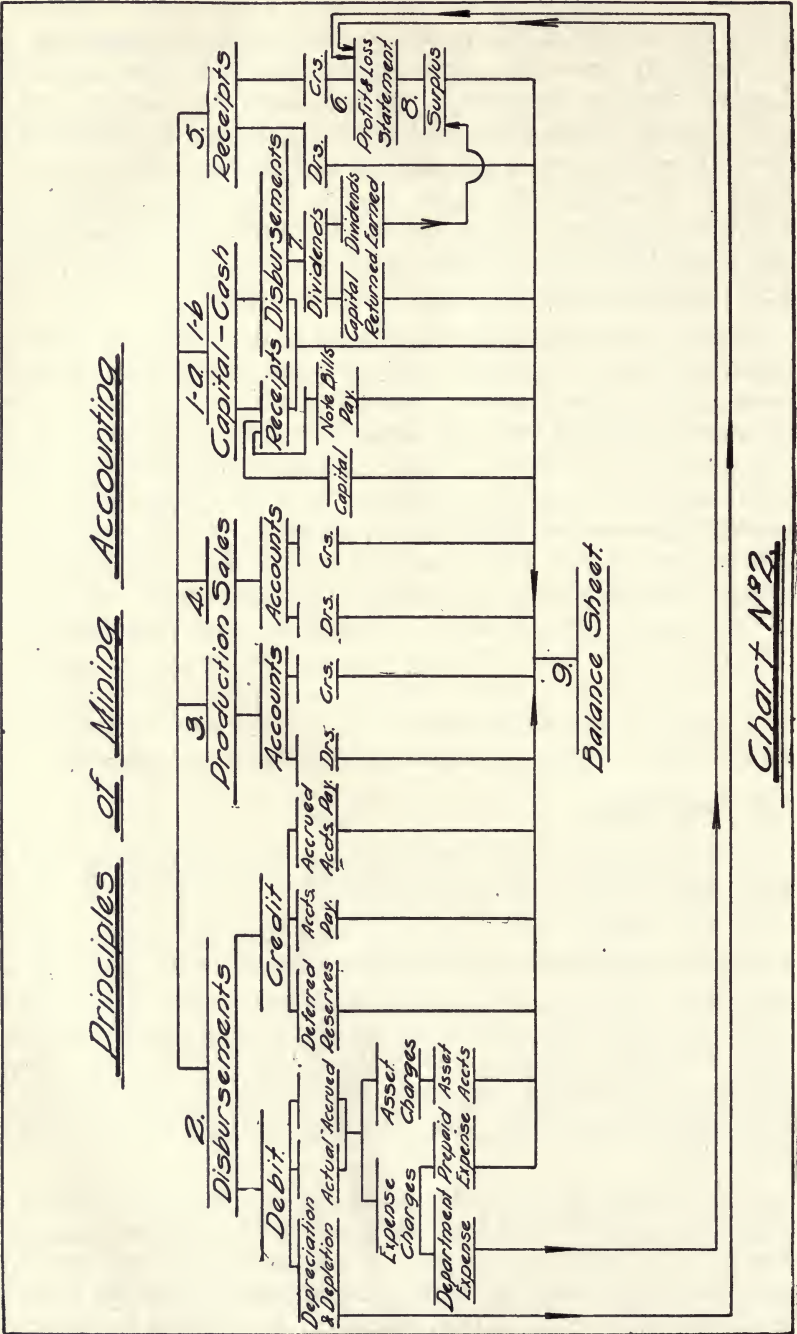 Principles of Mining Accounting
2.
Disbursements
3.
Production
4.
Sales
1-a. 1-b
Capital-Cash
5.
Receipts
Debit.
Credit
Accounts
Accounts
Receipts
Disbursements
Depreciation
& Depletion
Actual
Accrued
Deferred
Reserves
Accts.
Pay.
Accrued
Accts. Pay.
Drs.
Crs.
Drs.
Crs.
Capital
Note Bills
Pay.
7.
Dividends
Drs.
Crs.
Capital
Returned
Dividends
Earned
6.
Profit & Loss
Statement.
8.
Surplus
Expense
Charges
Asset.
Charges
Department
Expense
Prepaid
Expense
Asset
Accts
9.
Balance Sheet.
Chart Nº2.